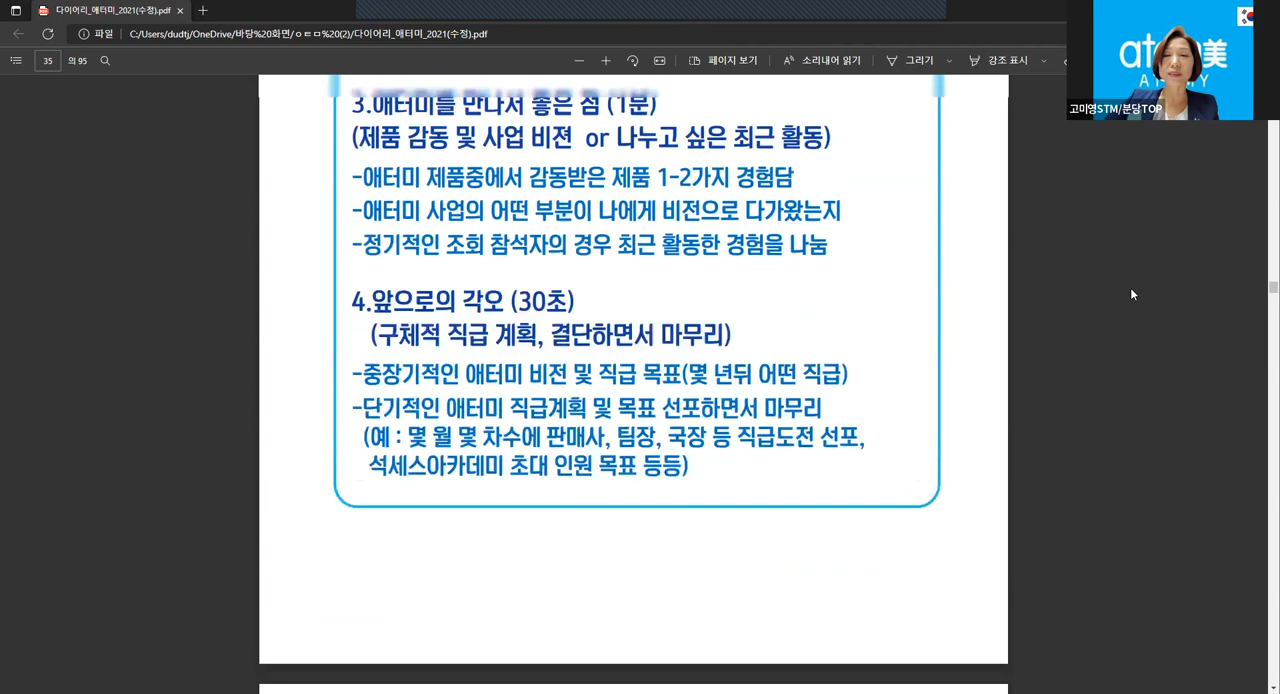 다이어리_애터미_2021(수정).pdf
파일
C:/Users/dudtj/OneDrive/바탕%20화면/ㅇㅌㅁ%20(2)/다이어리_애터미_2021(수정).pdf
35 의 95
페이지 보기
소리내어 읽기
그리기
강조 표시
고미영STM/분당TOP
3.애터미를 만나서 좋은 점 (1분)
(제품 감동 및 사업 비젼 or 나누고 싶은 최근 활동)
-애터미 제품중에서 감동받은 제품 1-2가지 경험담
-애터미 사업의 어떤 부분이 나에게 비전으로 다가왔는지
-정기적인 조회 참석자의 경우 최근 활동한 경험을 나눔
4.앞으로의 각오 (30초)
(구체적 직급 계획, 결단하면서 마무리)
-중장기적인 애터미 비전 및 직급 목표(몇 년뒤 어떤 직급)
-단기적인 애터미 직급계획 및 목표 선포하면서 마무리
(예 : 몇 월 몇 차수에 판매사, 팀장, 국장 등 직급도전 선포,
석세스아카데미 초대 인원 목표 등등)